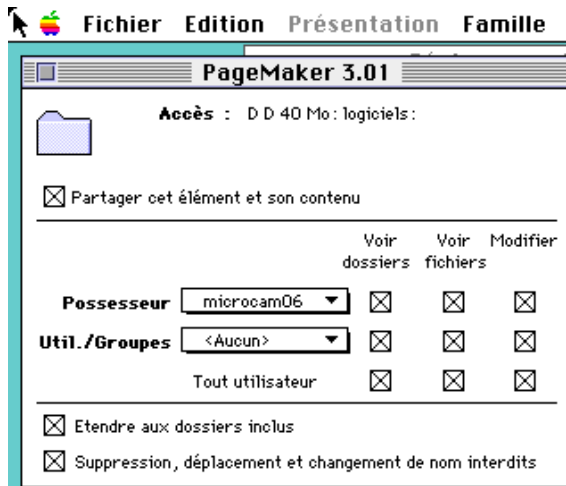 Fichier Edition Présentation Famille
PageMaker 3.01
Accès : D D 40 Mo : logiciels :
Partager cet élément et son contenu
Voir dossiers Voir fichiers Modifier
Possesseur microcam06
Util./Groupes <Aucun>
Tout utilisateur
Etendre aux dossiers inclus
Suppression, déplacement et changement de nom interdits